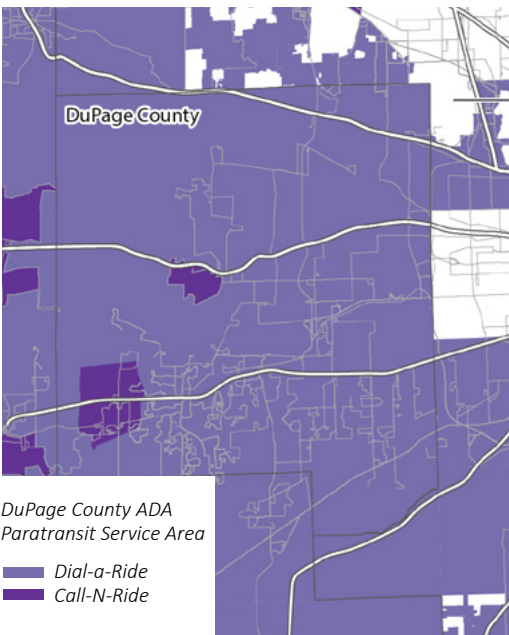 DuPage County
DuPage County ADA
Paratransit Service Area
Dial-a-Ride
Call-N-Ride